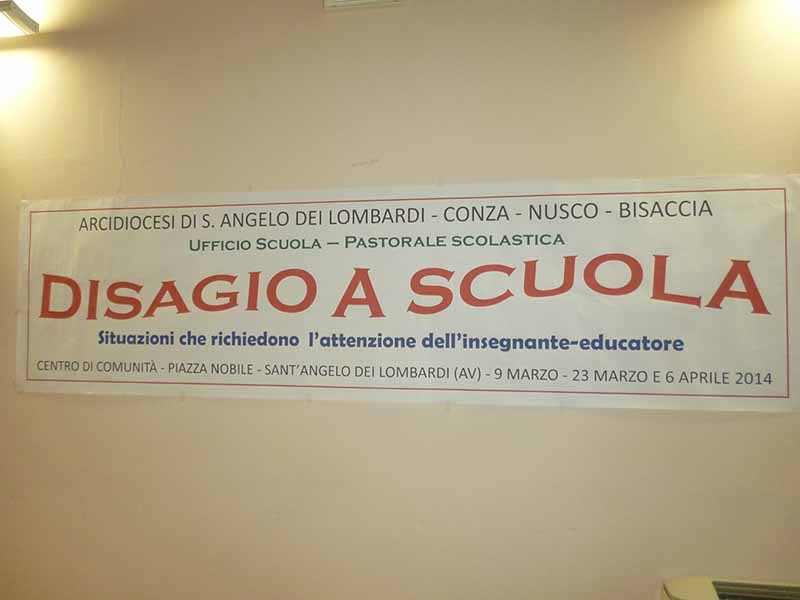 ARCIDIOCESI DI S. ANGELO DEI LOMBARDI - CONZA - NUSCO - BISACCIA
UFFICIO SCUOLA – PASTORALE SCOLASTICA
DISAGIO A SCUOLA
Situazioni che richiedono l'attenzione dell'insegnante-educatore
CENTRO DI COMUNITÀ - PIAZZA NOBILE - SANT'ANGELO DEI LOMBARDI (AV) - 9 MARZO - 23 MARZO E 6 APRILE 2014